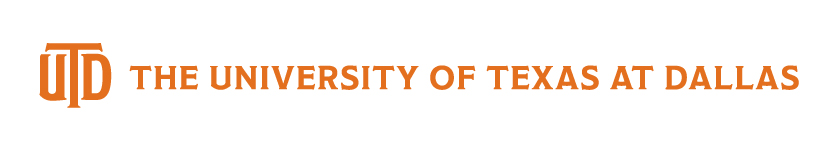 UTD THE UNIVERSITY OF TEXAS AT DALLAS